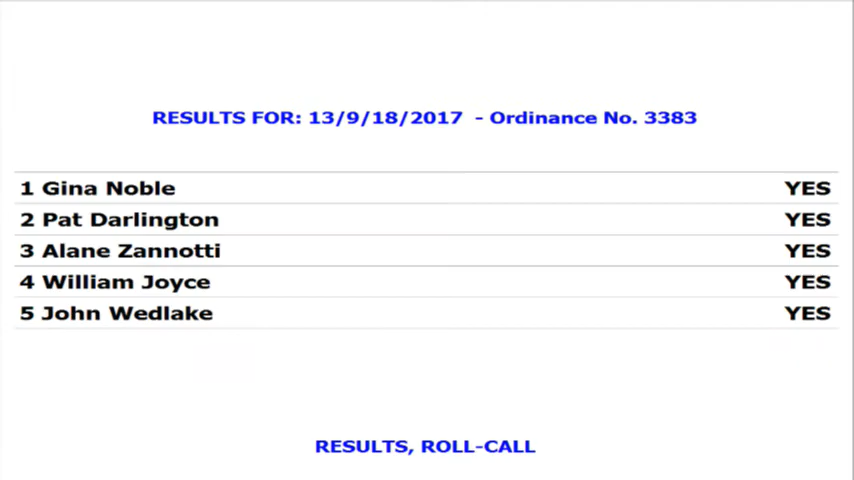 RESULTS FOR: 13/9/18/2017 - Ordinance No. 3383
1 Gina Noble YES
2 Pat Darlington YES
3 Alane Zannotti YES
4 William Joyce YES
5 John Wedlake YES
RESULTS, ROLL-CALL